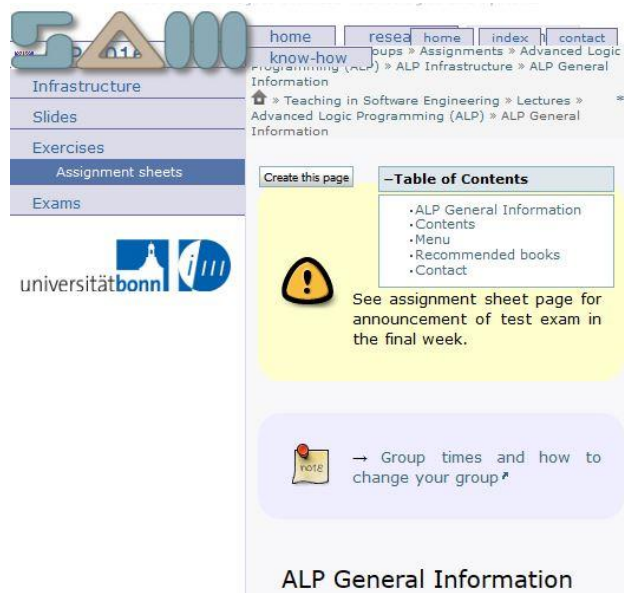 SAM
home
home index contact
know-how
Infrastructure
Slides
Exercises
Assignment sheets
Exams
universitätbonn
Assignments » Advanced Logic
(ALP) » ALP Infrastructure » ALP General
Information
» Teaching in Software Engineering » Lectures » *
Advanced Logic Programming (ALP) » ALP General
Information
Create this page
−Table of Contents
·ALP General Information
·Contents
·Menu
·Recommended books
·Contact
See assignment sheet page for
announcement of test exam in
the final week.
note
→ Group times and how to
change your group
ALP General Information